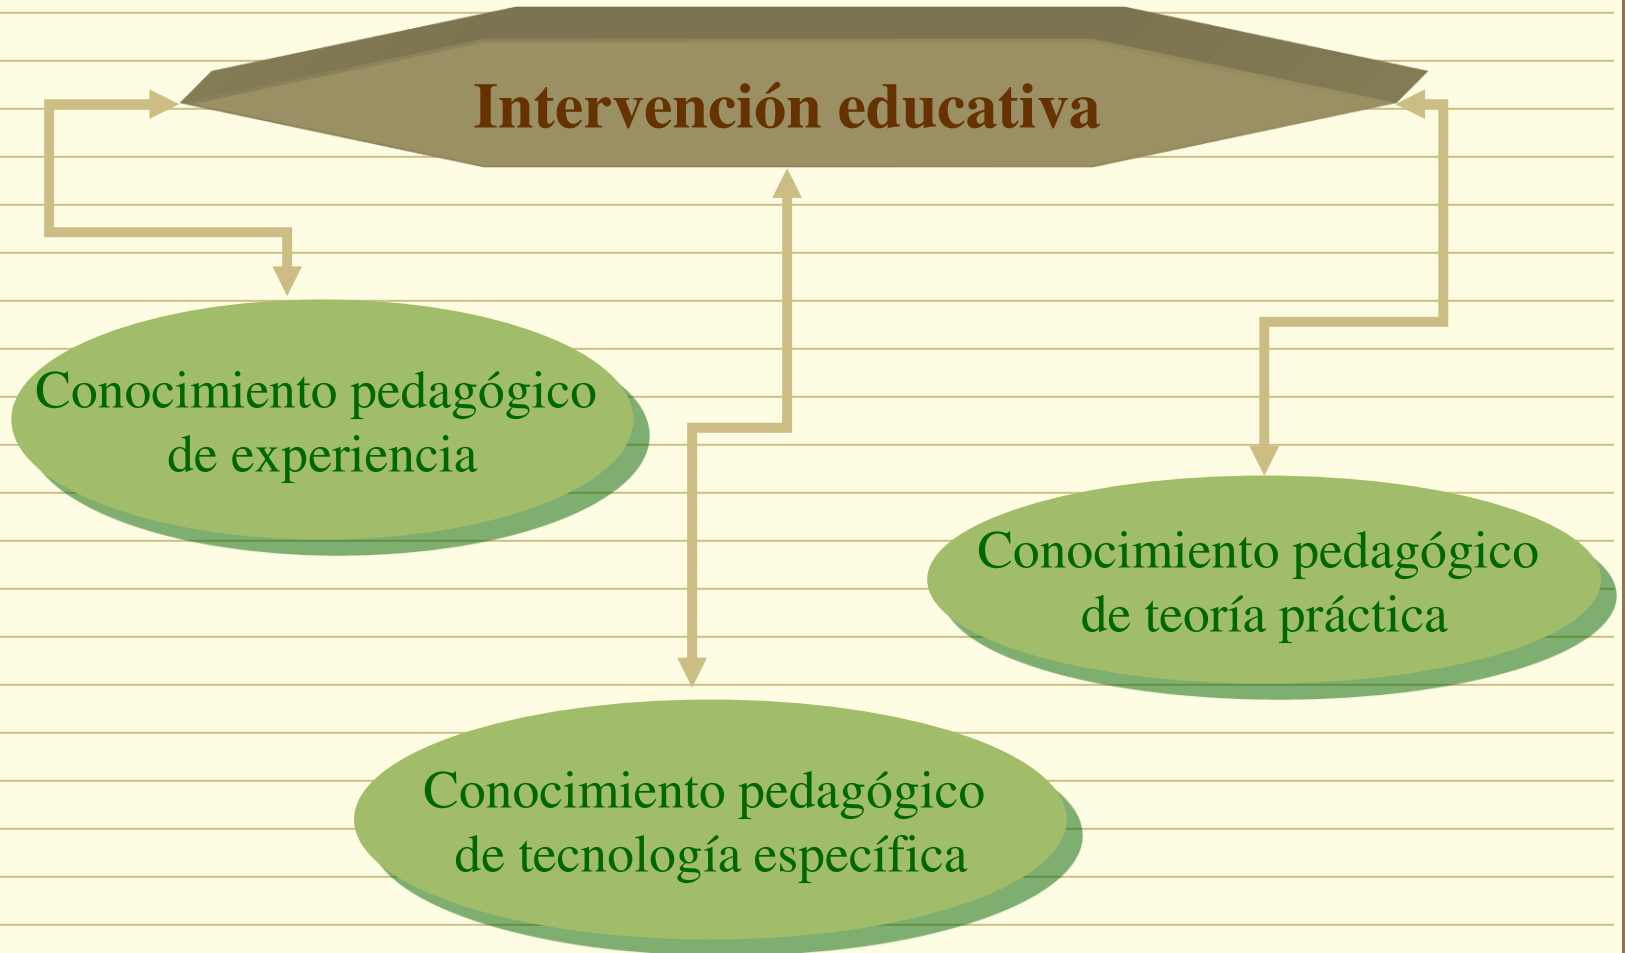 Intervención educativa
Conocimiento pedagógico
de experiencia
Conocimiento pedagógico
de teoría práctica
Conocimiento pedagógico
de tecnología específica